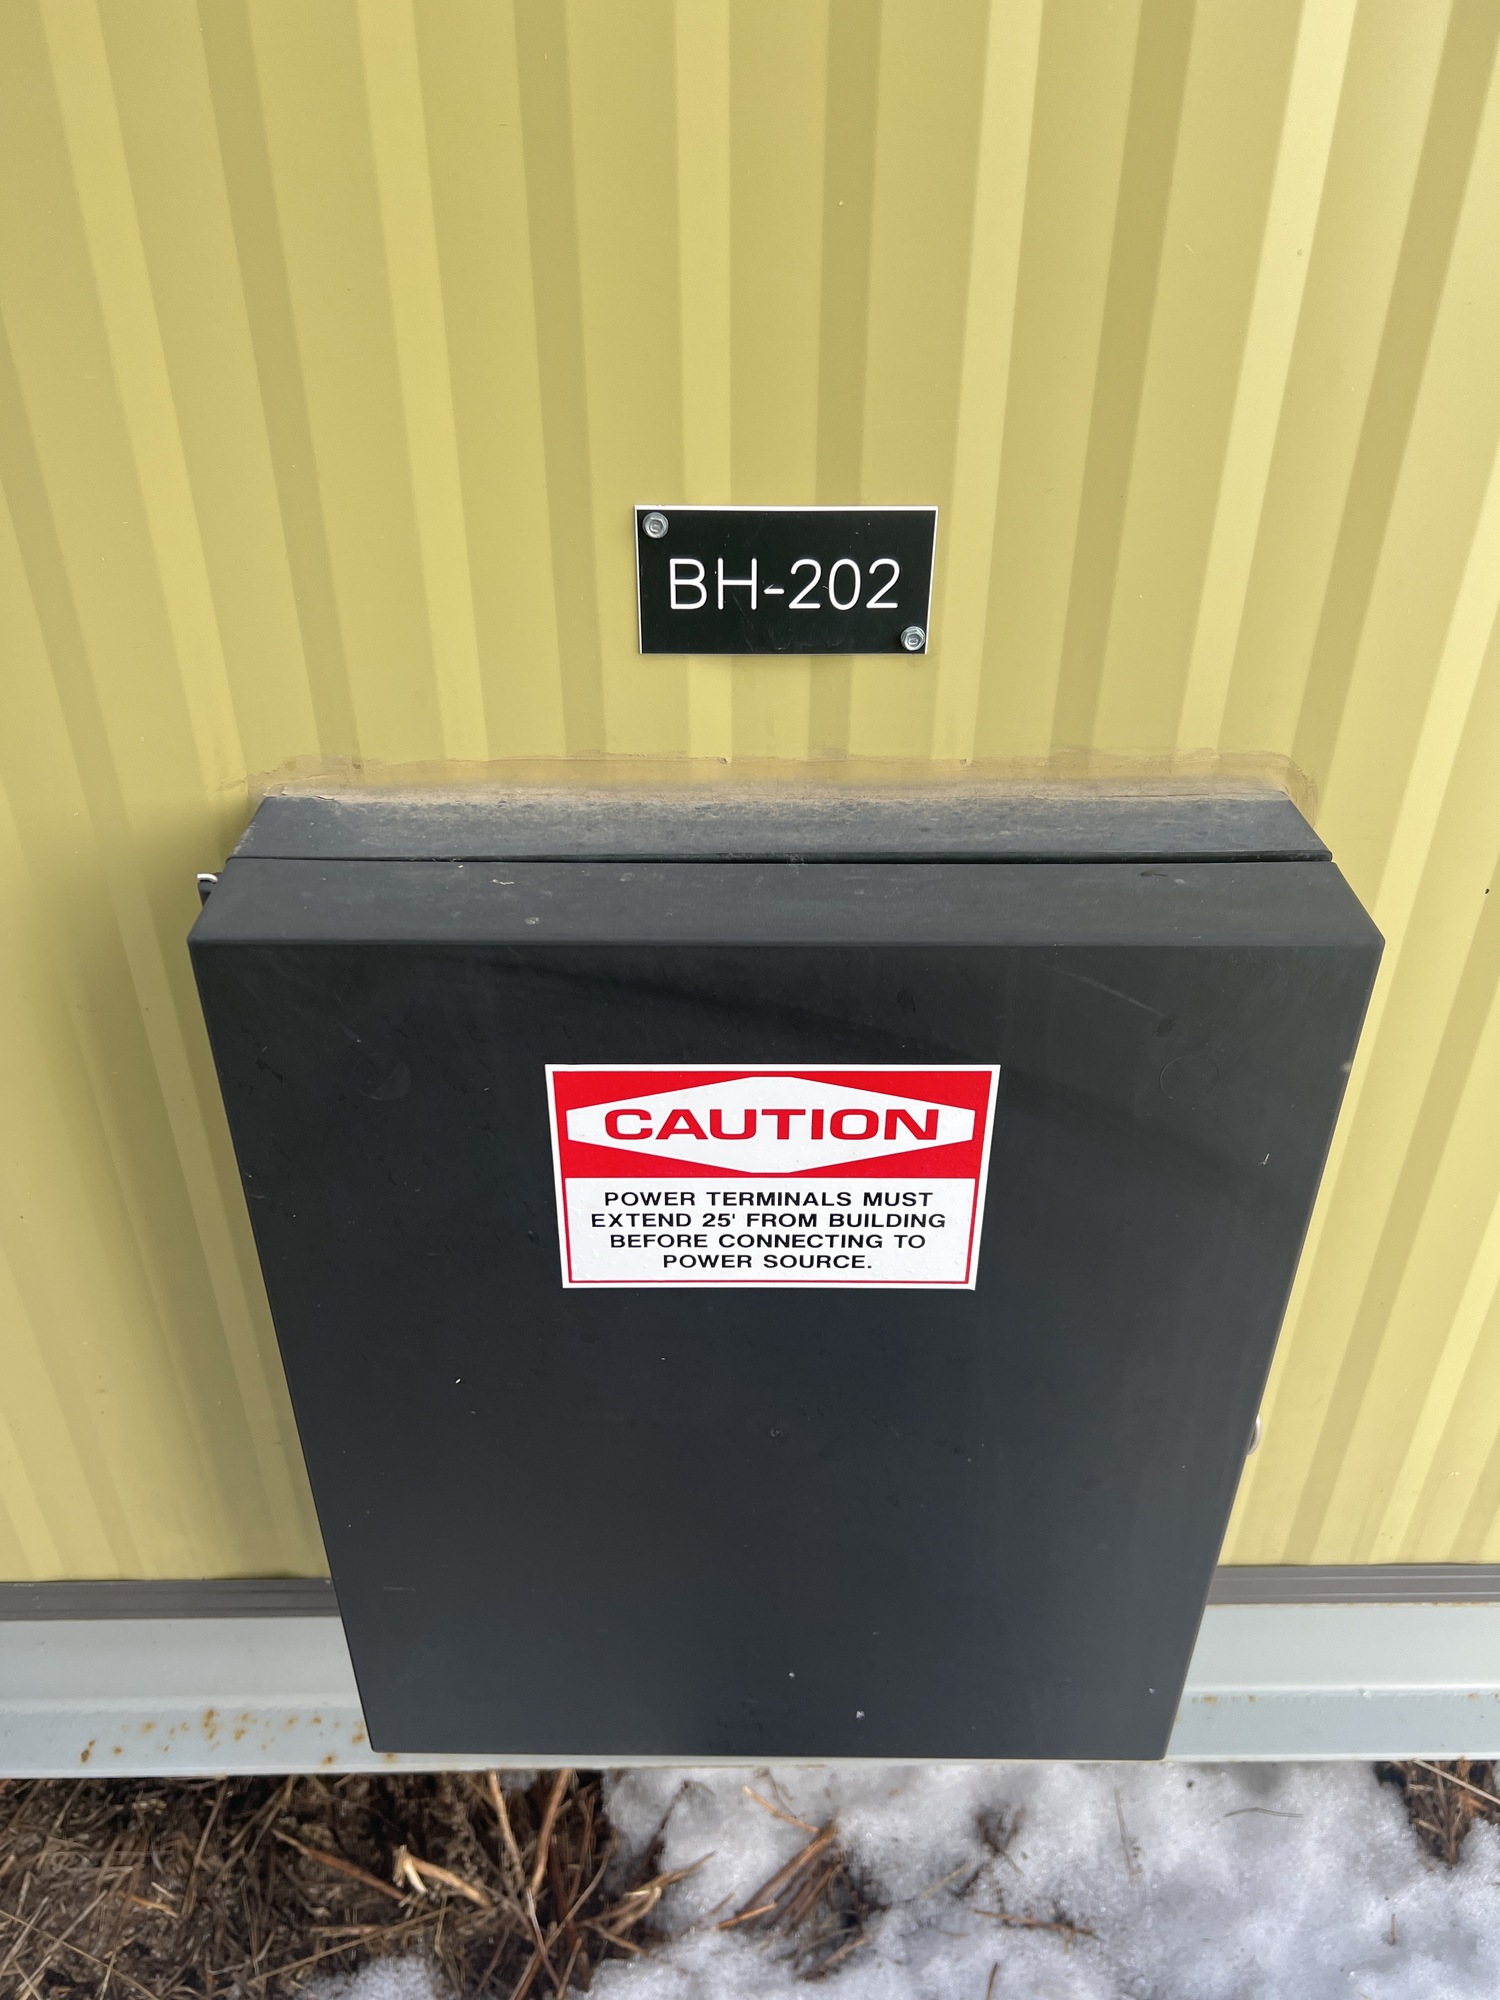 BH-202
CAUTION
POWER TERMINALS MUST
EXTEND 25' FROM BUILDING
BEFORE CONNECTING TO
POWER SOURCE.